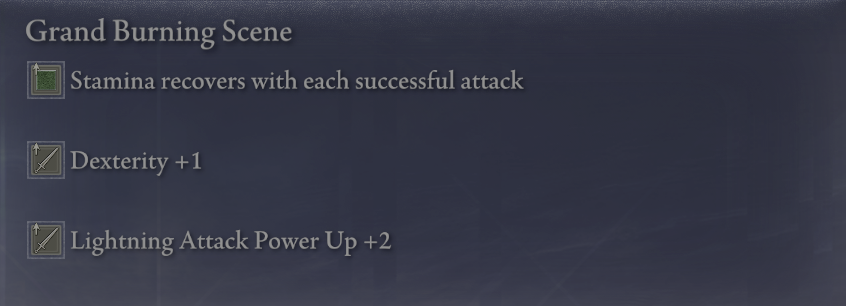 Grand Burning Scene
Stamina recovers with each successful attack
Dexterity +1
Lightning Attack Power Up +2